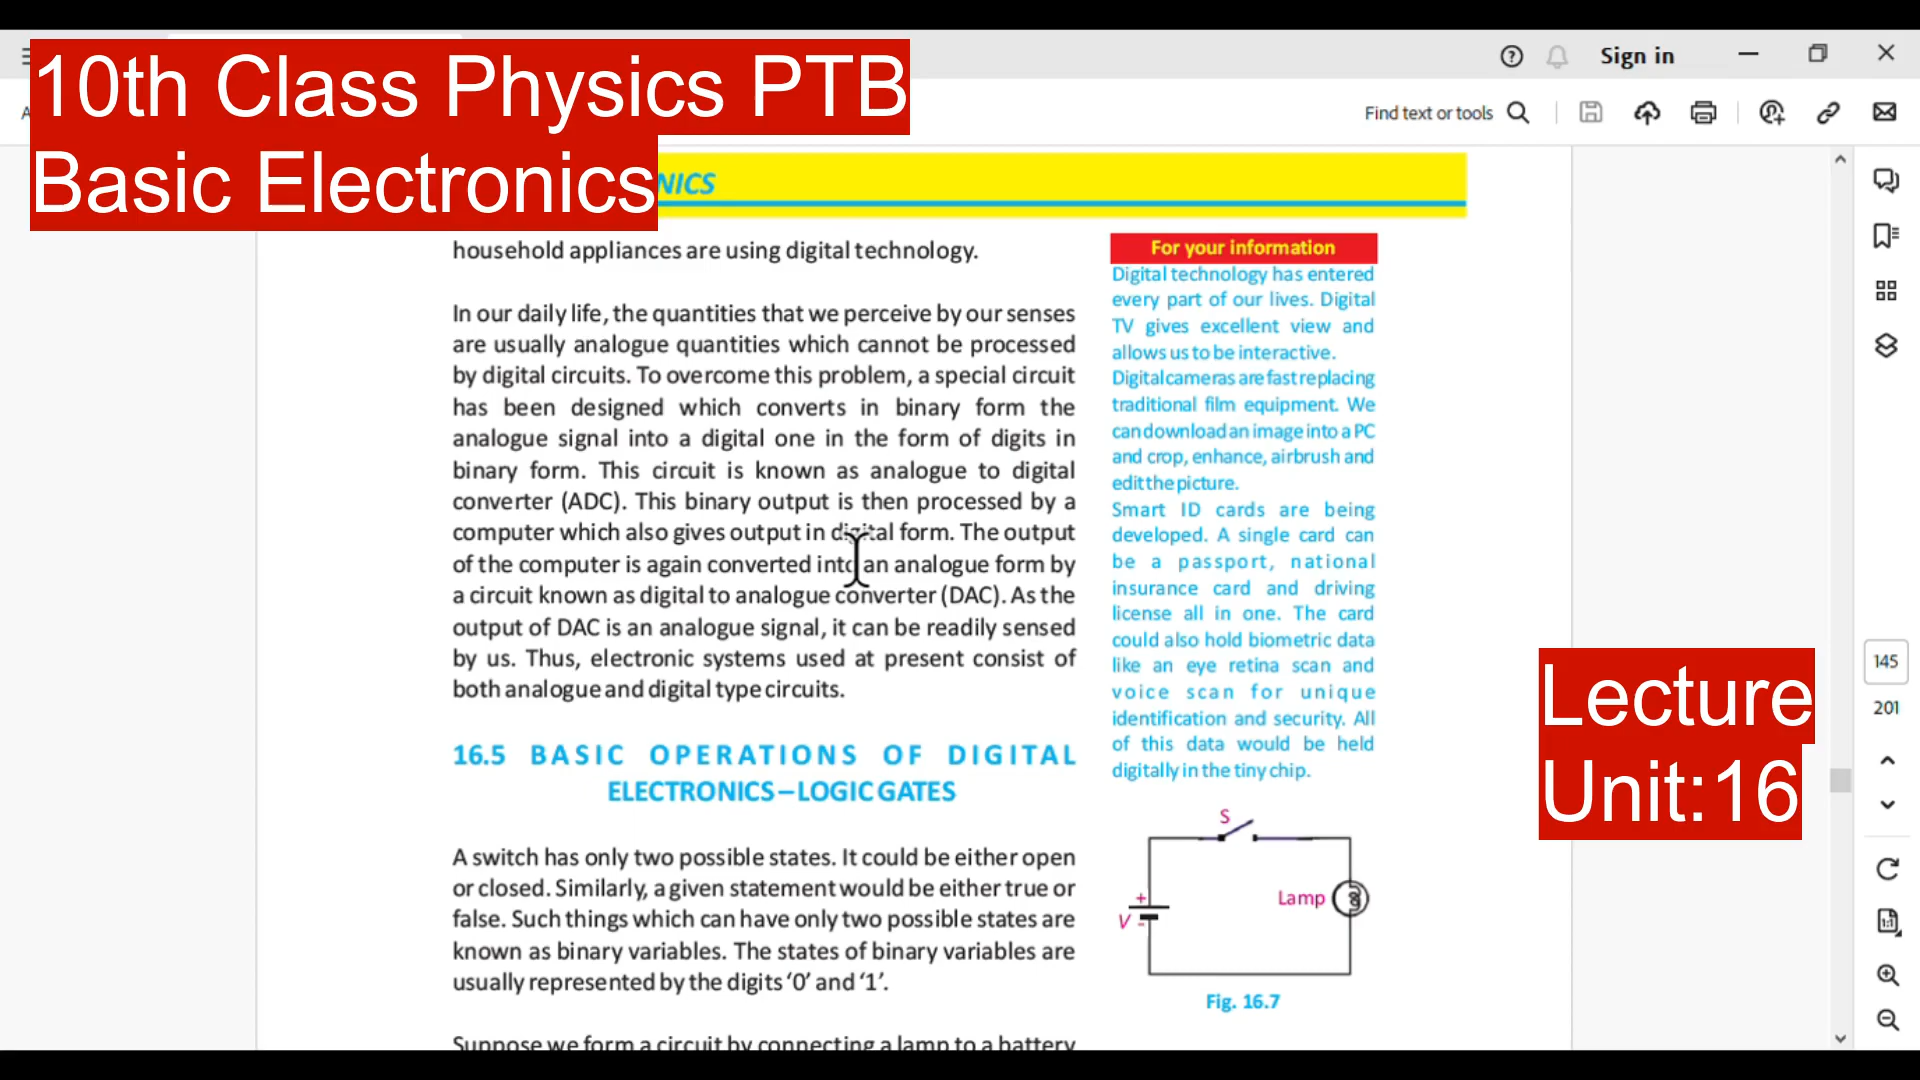 10th Class Physics PTB
Basic Electronics
Sign in
Find text or tools
NICS
household appliances are using digital technology.
In our daily life, the quantities that we perceive by our senses
are usually analogue quantities which cannot be processed
by digital circuits. To overcome this problem, a special circuit
has been designed which converts in binary form the
analogue signal into a digital one in the form of digits in
binary form. This circuit is known as analogue to digital
converter (ADC). This binary output is then processed by a
computer which also gives output in digital form. The output
of the computer is again converted into an analogue form by
a circuit known as digital to analogue converter (DAC). As the
output of DAC is an analogue signal, it can be readily sensed
by us. Thus, electronic systems used at present consist of
both analogue and digital type circuits.
16.5 BASIC OPERATIONS OF DIGITAL
ELECTRONICS – LOGIC GATES
A switch has only two possible states. It could be either open
or closed. Similarly, a given statement would be either true or
false. Such things which can have only two possible states are
known as binary variables. The states of binary variables are
usually represented by the digits ‘0’ and ‘1’.
Suppose we form a circuit by connecting a lamp to a battery
For your information
Digital technology has entered
every part of our lives. Digital
TV gives excellent view and
allows us to be interactive.
Digital cameras are fast replacing
traditional film equipment. We
can download an image into a PC
and crop, enhance, airbrush and
edit the picture.
Smart ID cards are being
developed. A single card can
be a passport, national
insurance card and driving
license all in one. The card
could also hold biometric data
like an eye retina scan and
voice scan for unique
identification and security. All
of this data would be held
digitally in the tiny chip.
S
+
V -
Lamp
Fig. 16.7
Lecture
Unit:16
145
201
1:1